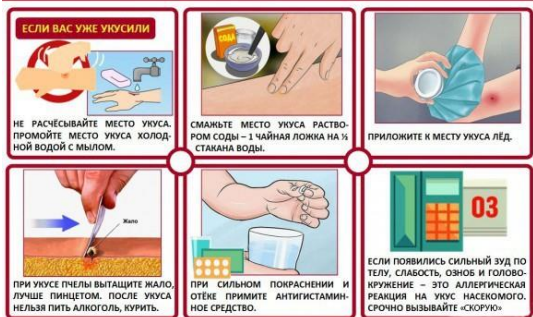 ЕСЛИ ВАС УЖЕ УКУСИЛИ
НЕ РАСЧЁСЫВАЙТЕ МЕСТО УКУСА.
ПРОМОЙТЕ МЕСТО УКУСА ХОЛОД-
НОЙ ВОДОЙ С МЫЛОМ.
СОДА
СМАЖЬТЕ МЕСТО УКУСА РАСТВО-
РОМ СОДЫ – 1 ЧАЙНАЯ ЛОЖКА НА ½
СТАКАНА ВОДЫ.
ПРИЛОЖИТЕ К МЕСТУ УКУСА ЛЁД.
Жало
ПРИ УКУСЕ ПЧЕЛЫ ВЫТАЩИТЕ ЖАЛО,
ЛУЧШЕ ПИНЦЕТОМ. ПОСЛЕ УКУСА
НЕЛЬЗЯ ПИТЬ АЛКОГОЛЬ, КУРИТЬ.
ПРИ СИЛЬНОМ ПОКРАСНЕНИИ И
ОТЁКЕ ПРИМИТЕ АНТИГИСТАМИН-
НОЕ СРЕДСТВО.
03
ЕСЛИ ПОЯВИЛИСЬ СИЛЬНЫЙ ЗУД ПО
ТЕЛУ, СЛАБОСТЬ, ОЗНОБ И ГОЛОВО-
КРУЖЕНИЕ – ЭТО АЛЛЕРГИЧЕСКАЯ
РЕАКЦИЯ НА УКУС НАСЕКОМОГО.
СРОЧНО ВЫЗЫВАЙТЕ «СКОРУЮ»